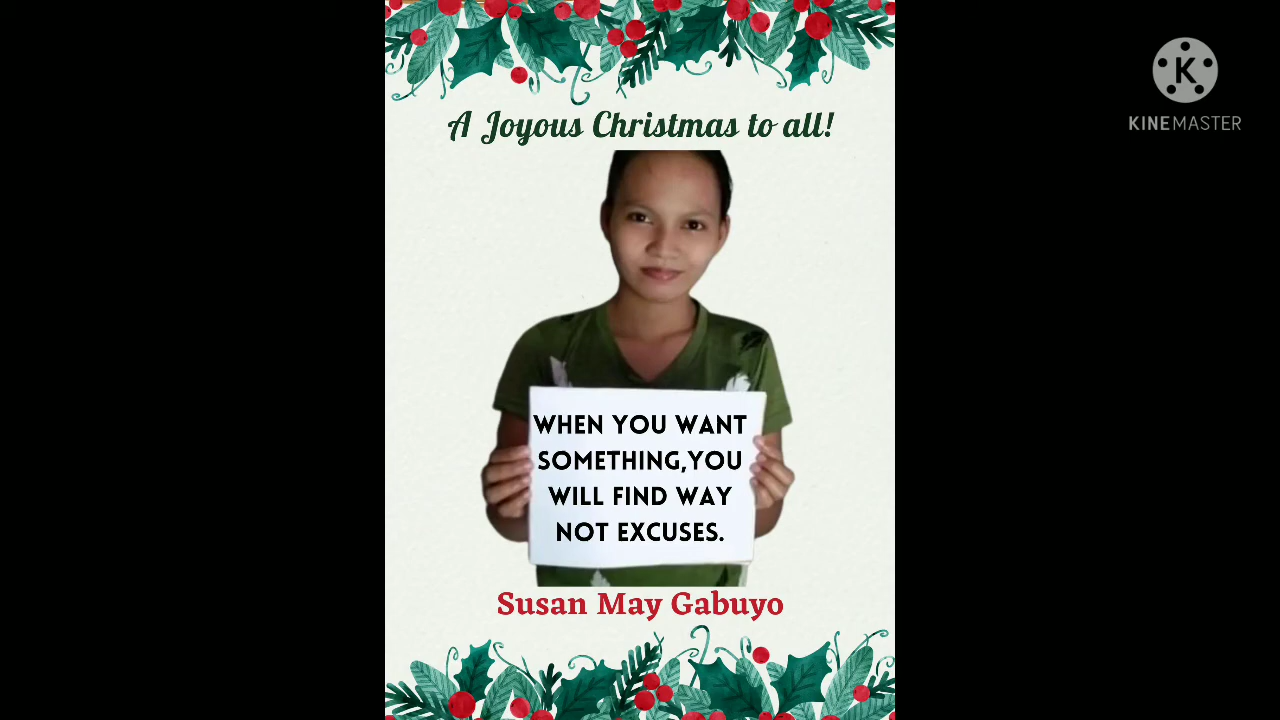 A Joyous Christmas to all!
K
KINEMASTER
WHEN YOU WANT
SOMETHING,YOU
WILL FIND WAY
NOT EXCUSES.
Susan May Gabuyo